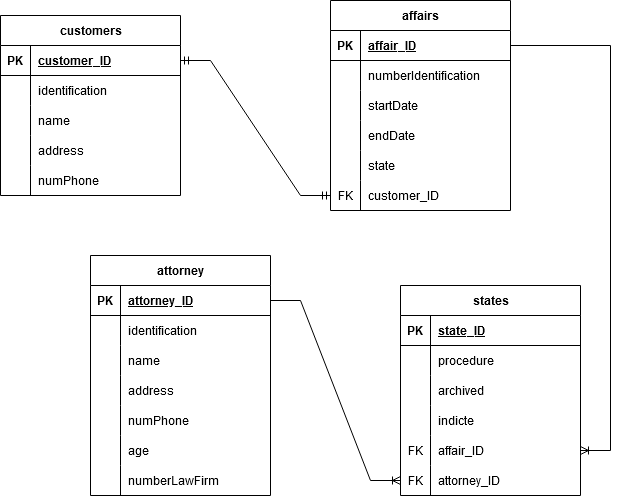 customers
PK customer_ID
identification
name
address
numPhone
affairs
PK affair_ID
numberIdentification
startDate
endDate
state
FK customer_ID
attorney
PK attorney_ID
identification
name
address
numPhone
age
numberLawFirm
states
PK state_ID
procedure
archived
indicte
FK affair_ID
FK attorney_ID